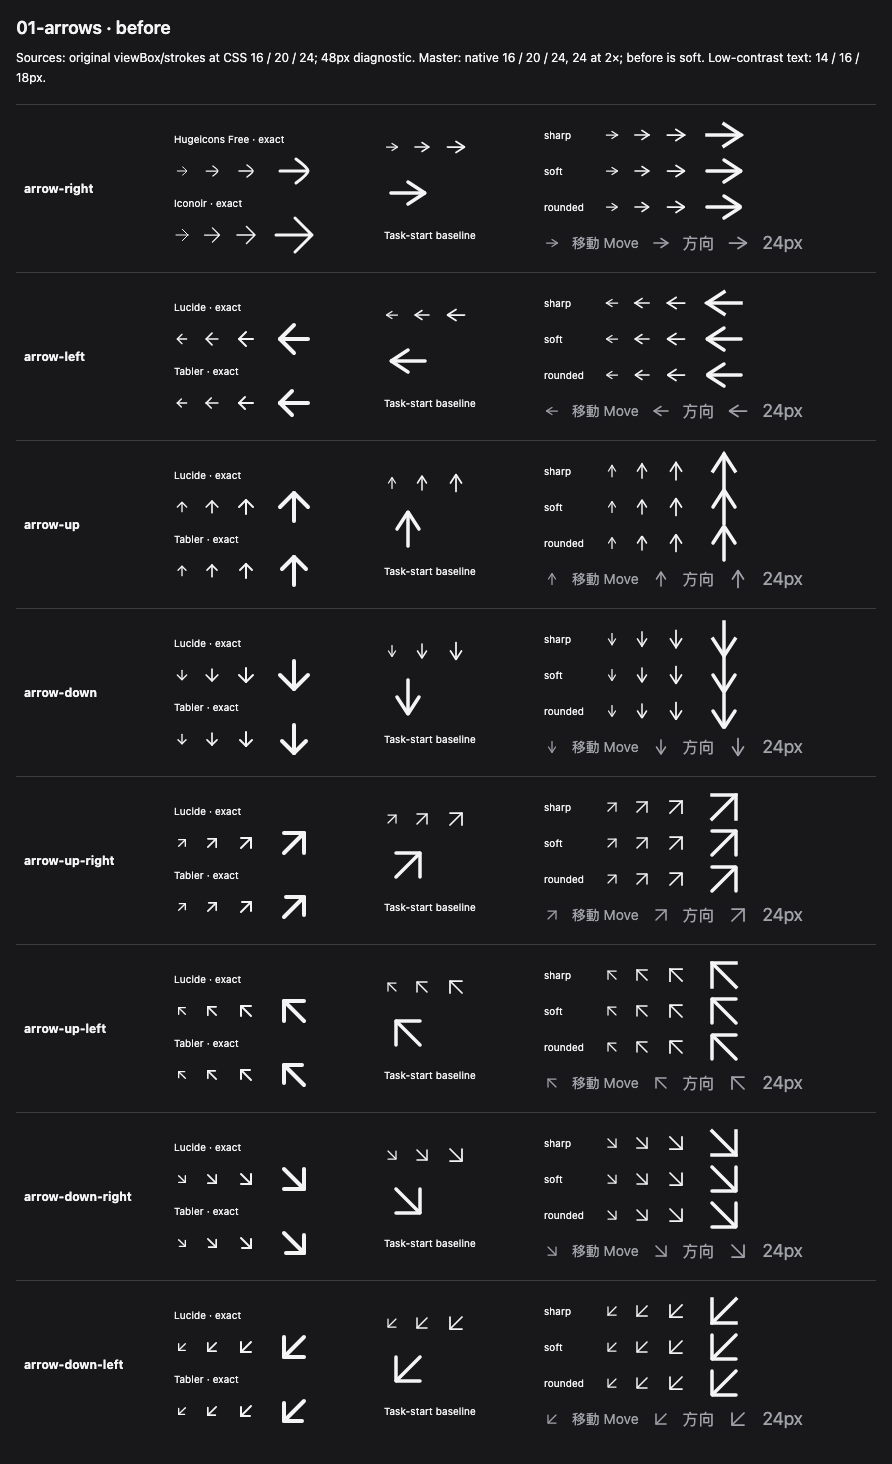 01-arrows · before
Sources: original viewBox/strokes at CSS 16 / 20 / 24; 48px diagnostic. Master: native 16 / 20 / 24, 24 at 2×; before is soft. Low-contrast text: 14 / 16 /
18px.
arrow-right
Hugeicons Free · exact
Iconoir · exact
Task-start baseline
sharp
soft
rounded
移動 Move 方向 24px
arrow-left
Lucide · exact
Tabler · exact
Task-start baseline
sharp
soft
rounded
移動 Move 方向 24px
arrow-up
Lucide · exact
Tabler · exact
Task-start baseline
sharp
soft
rounded
移動 Move 方向 24px
arrow-down
Lucide · exact
Tabler · exact
Task-start baseline
sharp
soft
rounded
移動 Move 方向 24px
arrow-up-right
Lucide · exact
Tabler · exact
Task-start baseline
sharp
soft
rounded
移動 Move 方向 24px
arrow-up-left
Lucide · exact
Tabler · exact
Task-start baseline
sharp
soft
rounded
移動 Move 方向 24px
arrow-down-right
Lucide · exact
Tabler · exact
Task-start baseline
sharp
soft
rounded
移動 Move 方向 24px
arrow-down-left
Lucide · exact
Tabler · exact
Task-start baseline
sharp
soft
rounded
移動 Move 方向 24px